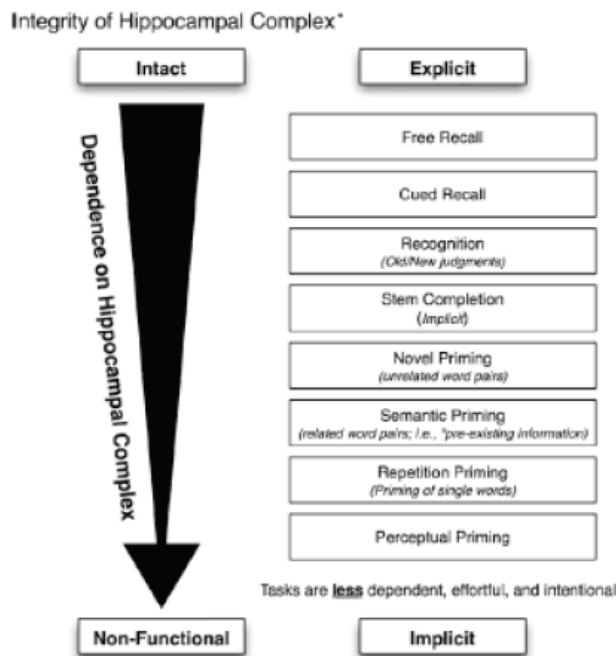 Integrity of Hippocampal Complex*
Intact
Explicit
Dependence on Hippocampal Complex
Free Recall
Cued Recall
Recognition
(Old/New judgments)
Stem Completion
(Implicit)
Novel Priming
(unrelated word pairs)
Semantic Priming
(related word pairs; i.e., "pre-existing information)
Repetition Priming
(Priming of single words)
Perceptual Priming
Tasks are less dependent, effortful, and intentional
Non-Functional
Implicit